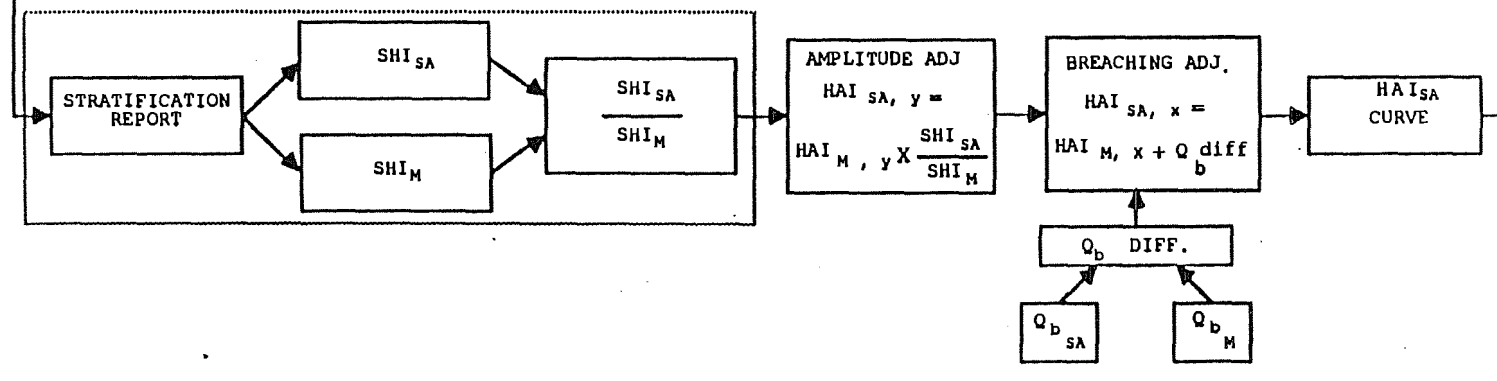 STRATIFICATION
REPORT
SHI SA
SHI M
SHI SA
SHI M
AMPLITUDE ADJ
HAI SA, y =
HAI M, y X SHI SA
SHI M
BREACHING ADJ.
HAI SA, x =
HAI M, x + Q b diff
HAI SA
CURVE
Q b DIFF.
Q b SA
Q b M